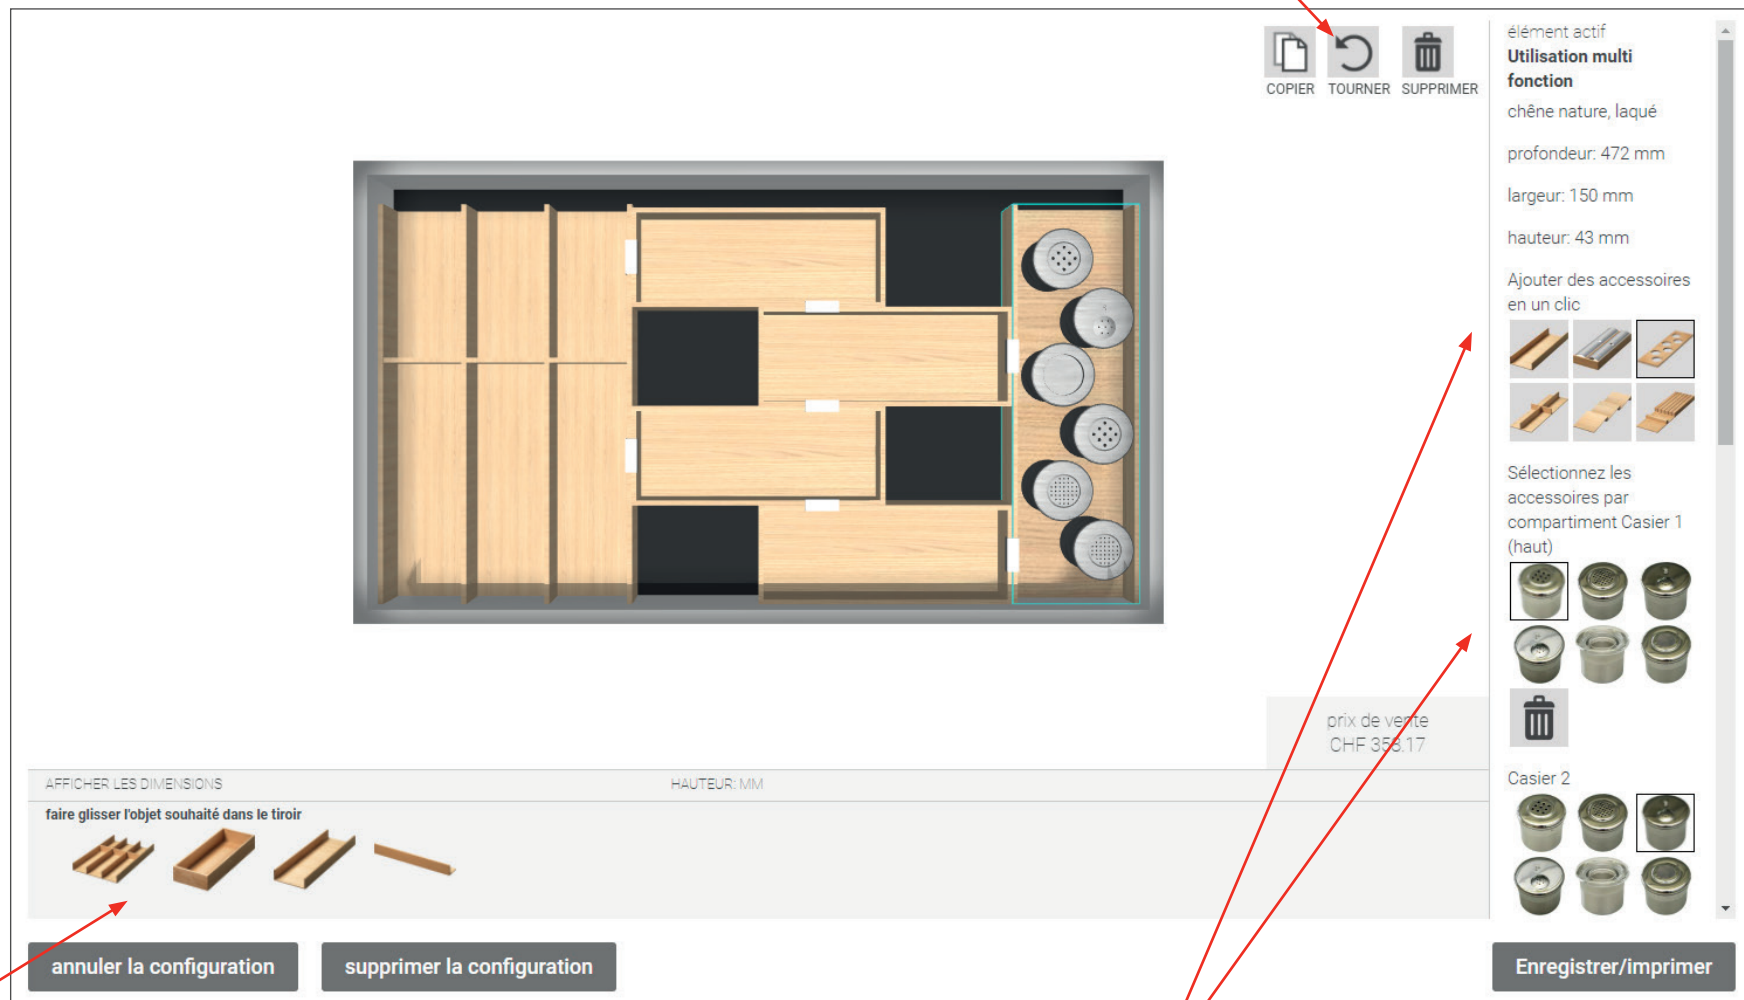 COPIER
TOURNER
SUPPRIMER
élément actif
Utilisation multi
fonction
chêne nature, laqué
profondeur: 472 mm
largeur: 150 mm
hauteur: 43 mm
Ajouter des accessoires
en un clic
Sélectionnez les
accessoires par
compartiment Casier 1
(haut)
Casier 2
prix de vente
CHF 353.17
AFFICHER LES DIMENSIONS
HAUTEUR: MM
faire glisser l'objet souhaité dans le tiroir
annuler la configuration
supprimer la configuration
Enregistrer/imprimer